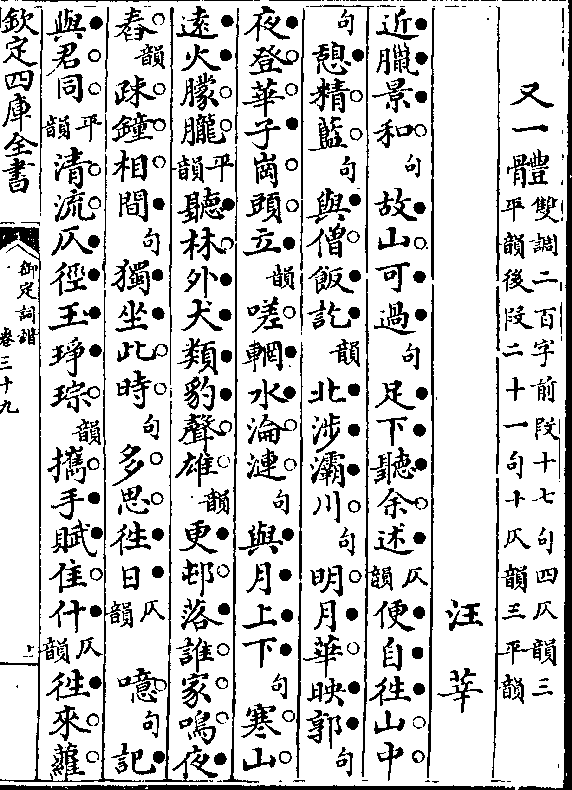 又一體雙調二百字前段十七句四仄韻三
平韻後段二十一句十仄韻三平韻
汪莘
近臘景和句故山可過句足下聽余述仄韻便自往山中
句憩精藍句與僧飯訖韻北涉灞川句明月華映郭句
夜登華子岡頭立韻嗟輞水淪漣句與月上下句寒山
遠火朦朧平韻聽林外犬類豹聲雄韻更邨落誰家鳴夜
舂韻疎鐘相間句獨坐此時句多思徃日仄韻噫句記
與君同平韻清流仄徑玉琤琮韻攜手賦佳什仄韻徃來蘿
欽定四庫全書
御定詞譜
卷三十九